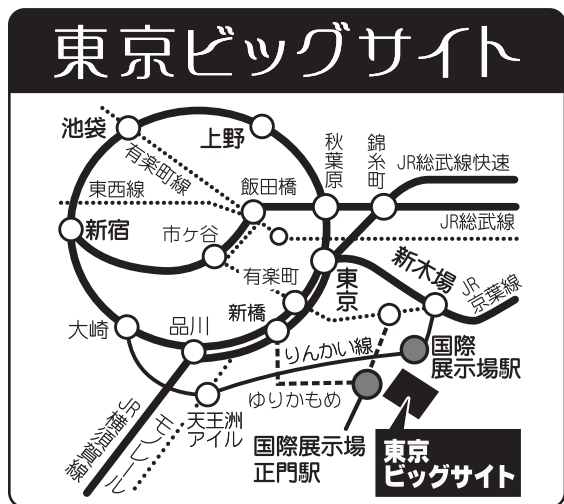 東京ビッグサイト
池袋
上野
秋葉原
錦糸町
JR総武線快速
有楽町線
東西線
飯田橋
JR総武線
新宿
市ケ谷
有楽町
東京
新木場
JR
京葉線
新橋
大崎
品川
りんかい線
国際
展示場駅
ゆりかもめ
天王洲
アイル
JR
横須賀線
モノレール
国際展示場
正門駅
東京
ビッグサイト